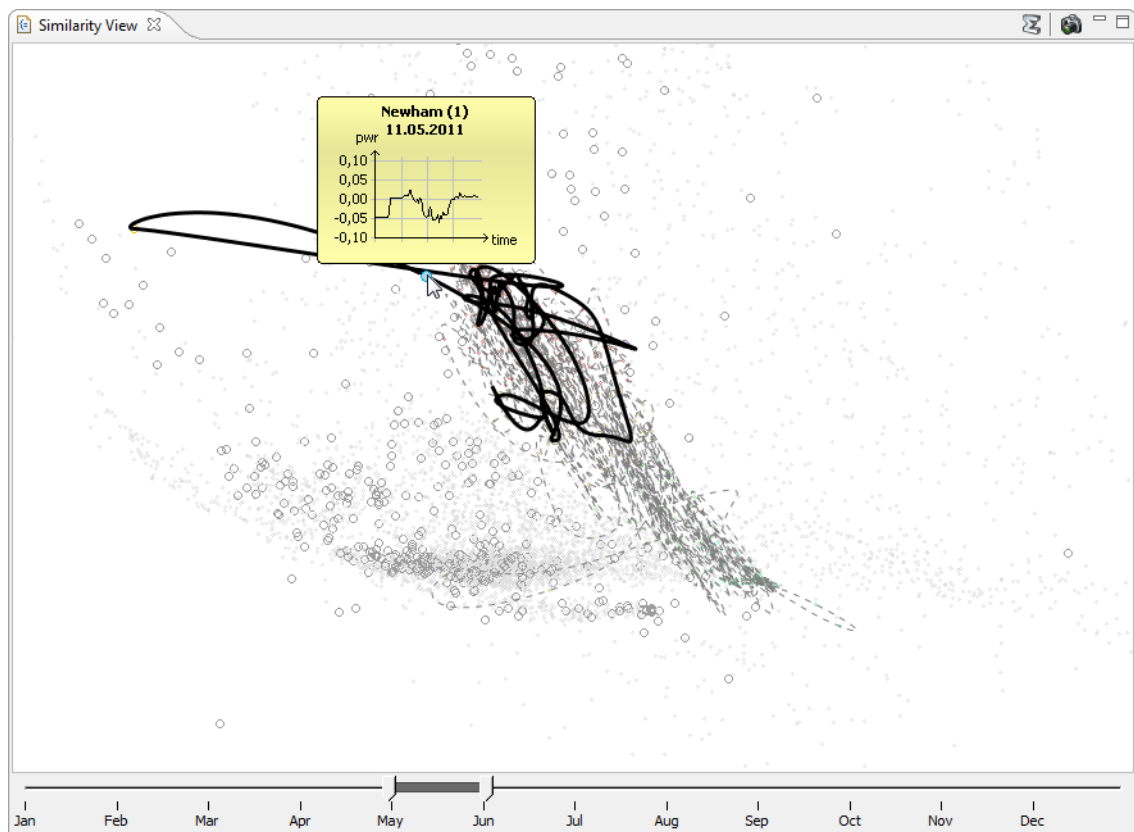 Similarity View
Newham (1)
11.05.2011
pwr
0,10
0,05
0,00
-0,05
-0,10
time
Jan Feb Mar Apr May Jun Jul Aug Sep Oct Nov Dec